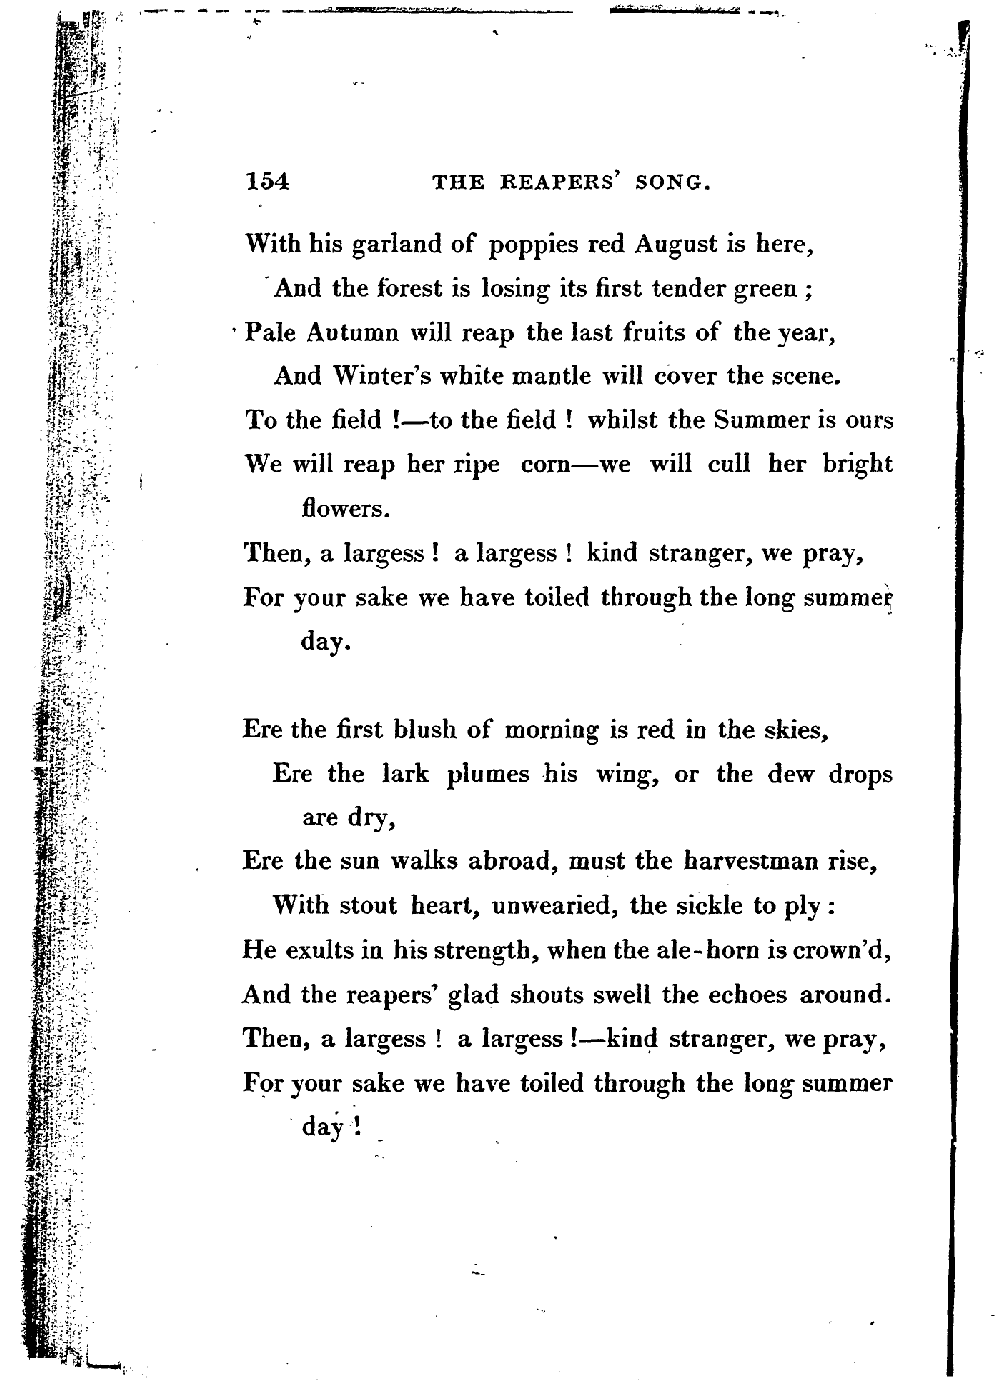 154 THE REAPERS' SONG.
With his garland of poppies red August is here,
And the forest is losing its first tender green ;
Pale Autumn will reap the last fruits of the year,
And Winter's white mantle will cover the scene.
To the field !—to the field ! whilst the Summer is ours
We will reap her ripe corn—we will cull her bright
flowers.
Then, a largess ! a largess ! kind stranger, we pray,
For your sake we have toiled through the long summer
day.
Ere the first blush of morning is red in the skies,
Ere the lark plumes his wing, or the dew drops
are dry,
Ere the sun walks abroad, must the harvestman rise,
With stout heart, unwearied, the sickle to ply :
He exults in his strength, when the ale-horn is crown'd,
And the reapers' glad shouts swell the echoes around.
Then, a largess ! a largess !—kind stranger, we pray,
For your sake we have toiled through the long summer
day !